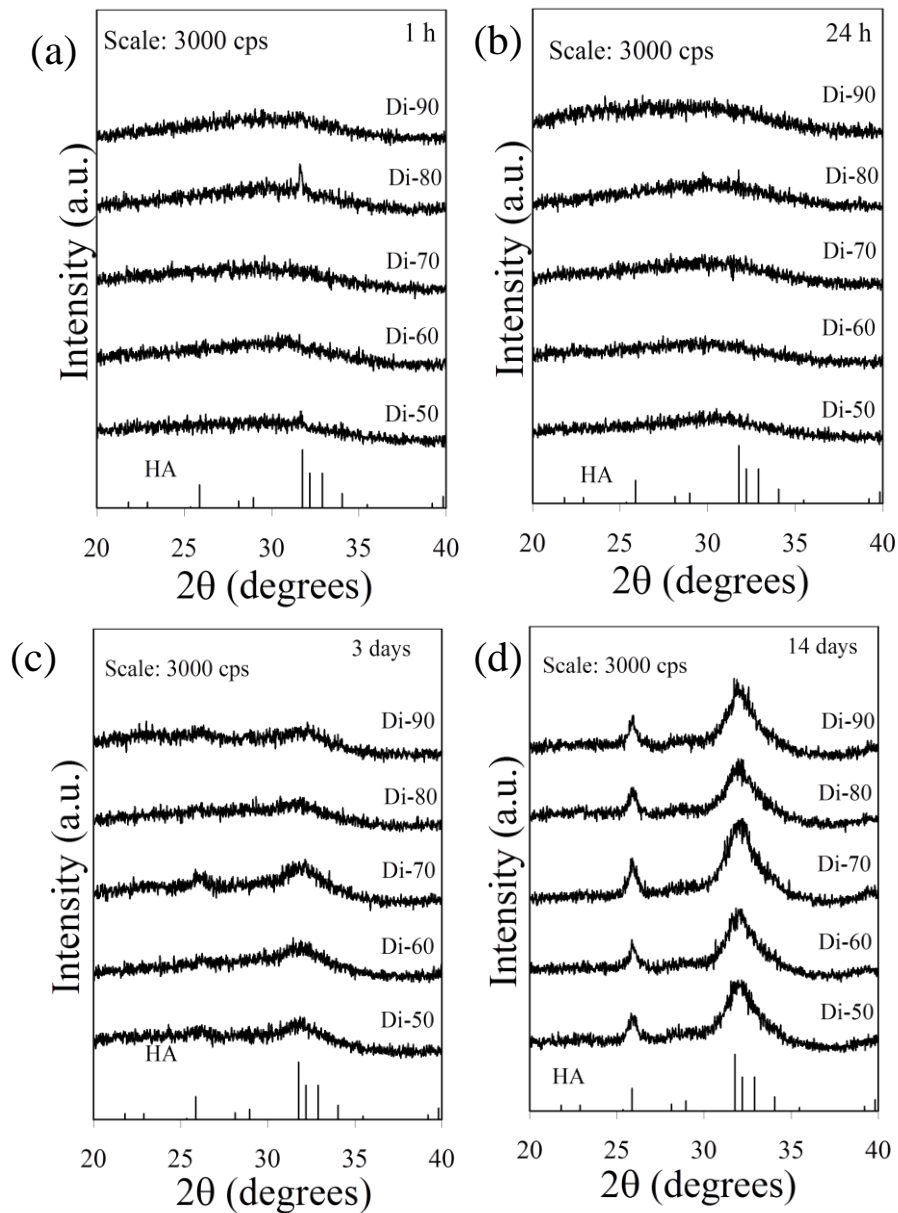 (a)
Scale: 3000 cps
1 h
Di-90
Di-80
Di-70
Di-60
Di-50
HA
Intensity (a.u.)
20 25 30 35 40
2θ (degrees)
(b)
Scale: 3000 cps
24 h
Di-90
Di-80
Di-70
Di-60
Di-50
HA
Intensity (a.u.)
20 25 30 35 40
2θ (degrees)
(c)
Scale: 3000 cps
3 days
Di-90
Di-80
Di-70
Di-60
Di-50
HA
Intensity (a.u.)
20 25 30 35 40
2θ (degrees)
(d)
Scale: 3000 cps
14 days
Di-90
Di-80
Di-70
Di-60
Di-50
HA
Intensity (a.u.)
20 25 30 35 40
2θ (degrees)